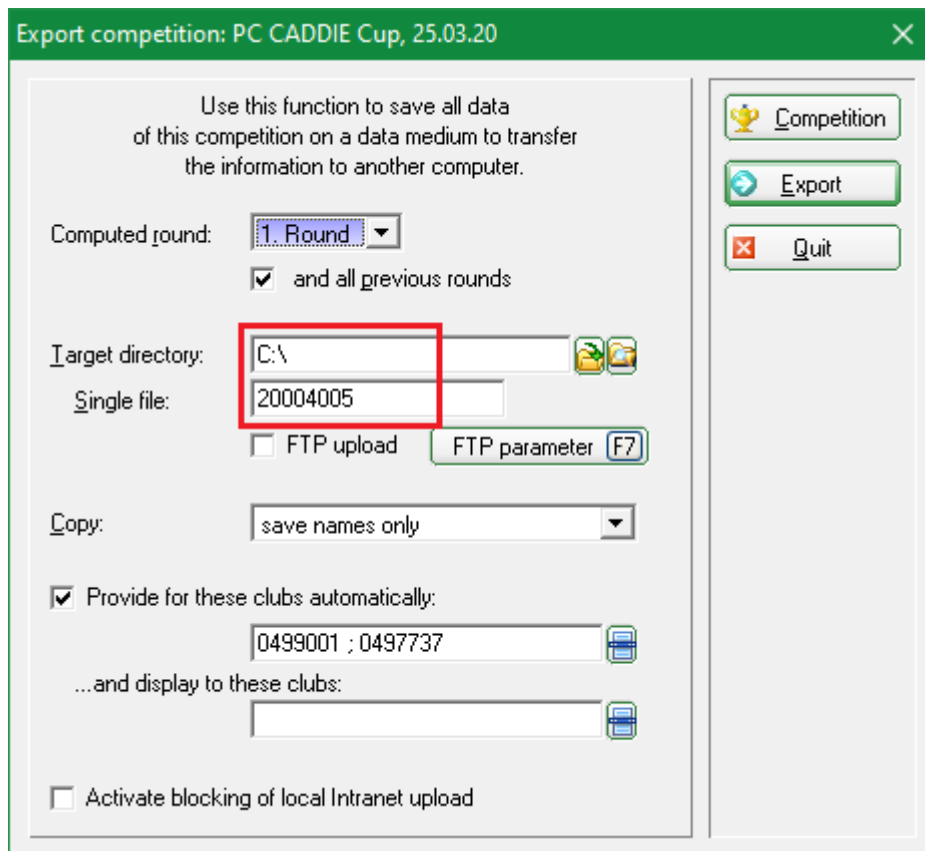 Export competition: PC CADDIE Cup, 25.03.20
Use this function to save all data
of this competition on a data medium to transfer
the information to another computer.
Competition
Export
Quit
Computed round: 1. Round
and all previous rounds
Target directory: C:\
Single file: 20004005
FTP upload FTP parameter F7
Copy: save names only
Provide for these clubs automatically:
0499001 ; 0497737
...and display to these clubs:
Activate blocking of local Intranet upload